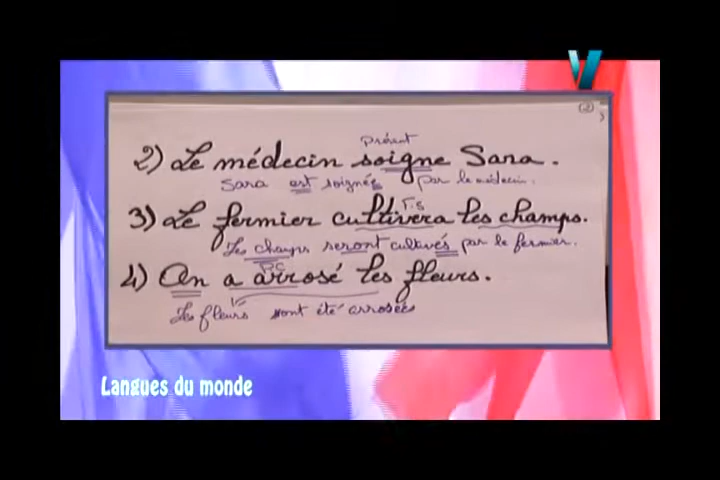 2
présent
2) Le médecin soigne Sara.
Sara est soignée par le médecin.
F.S
3) Le fermier cultivera les champs.
Les champs seront cultivés par le fermier.
P.C
4) On a arrosé les fleurs.
Les fleurs sont été arrosées
Langues du monde